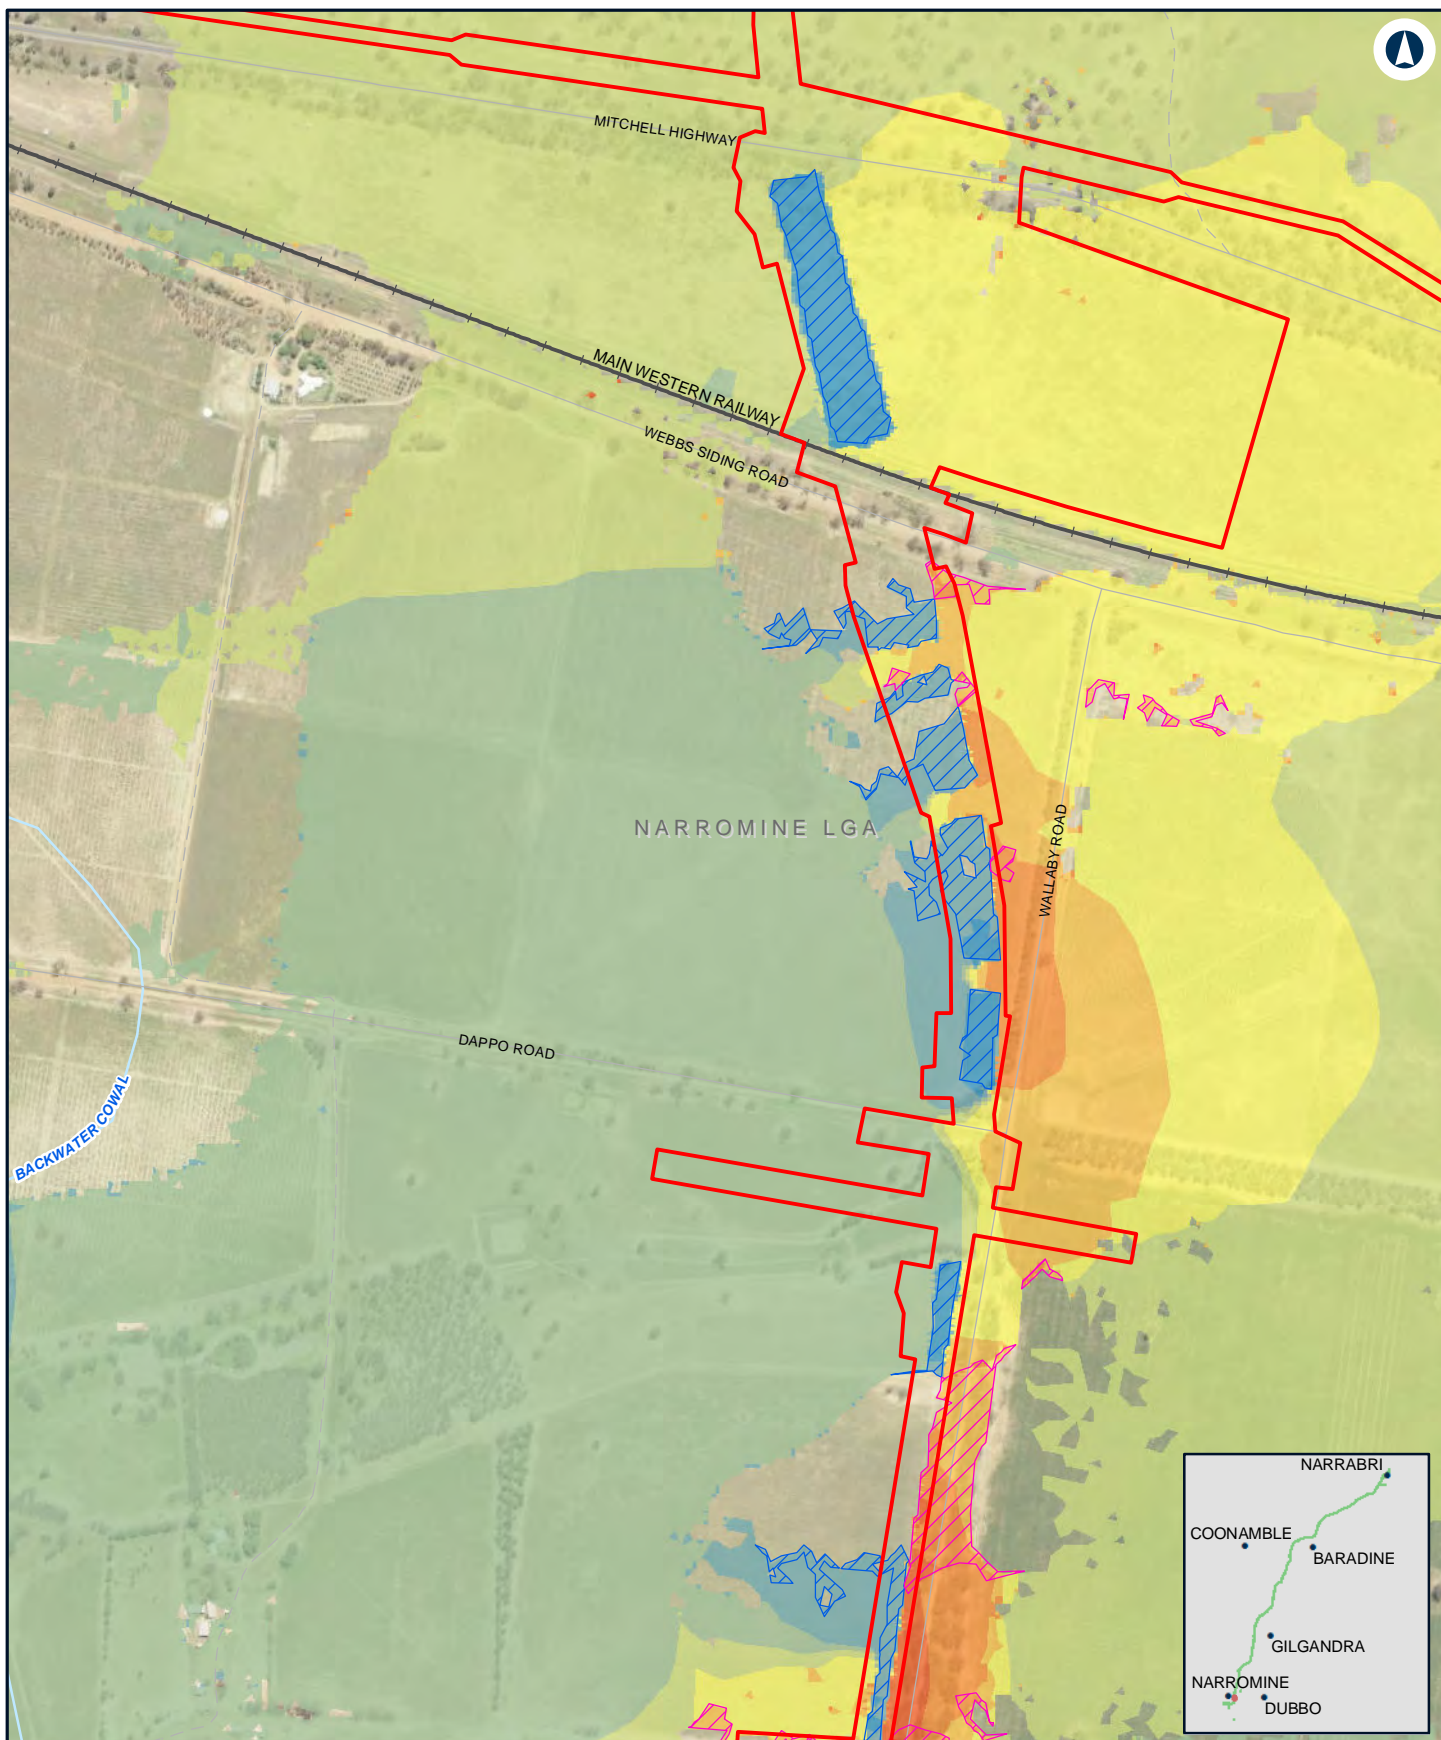 MITCHELL HIGHWAY
MAIN WESTERN RAILWAY
WEBBS SIDING ROAD
NARROMINE LGA
WALLABY ROAD
DAPPO ROAD
BACKWATER COWAL
NARRABRI
COONAMBLE
BARADINE
GILGANDRA
NARROMINE
DUBBO